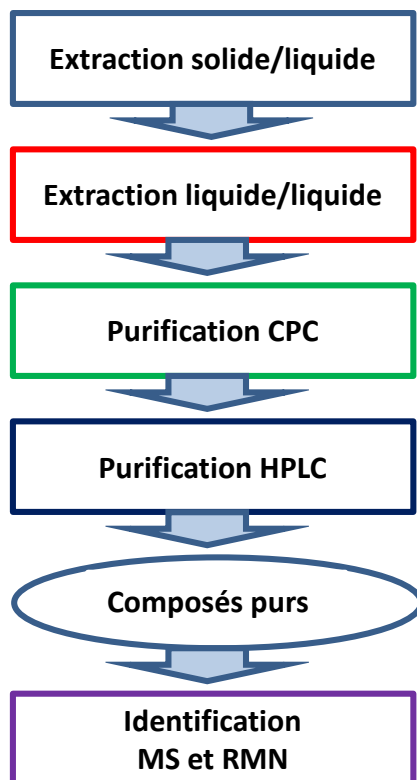 Extraction solide/liquide
Extraction liquide/liquide
Purification CPC
Purification HPLC
Composés purs
Identification
MS et RMN